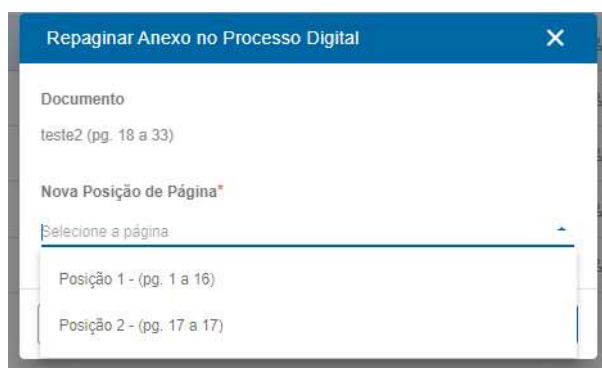 Repaginar Anexo no Processo Digital
Documento
teste2 (pg. 18 a 33)
Nova Posição de Página*
Selecione a página
Posição 1 - (pg. 1 a 16)
Posição 2 - (pg. 17 a 17)